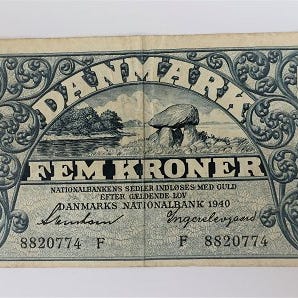 DANMARK
FEM KRONER
NATIONALBANKENS SEDLER INDLØSES MED GULD
EFTER GÆLDENDE LOV
DANMARKS NATIONALBANK 1940
8820774 F F 8820774